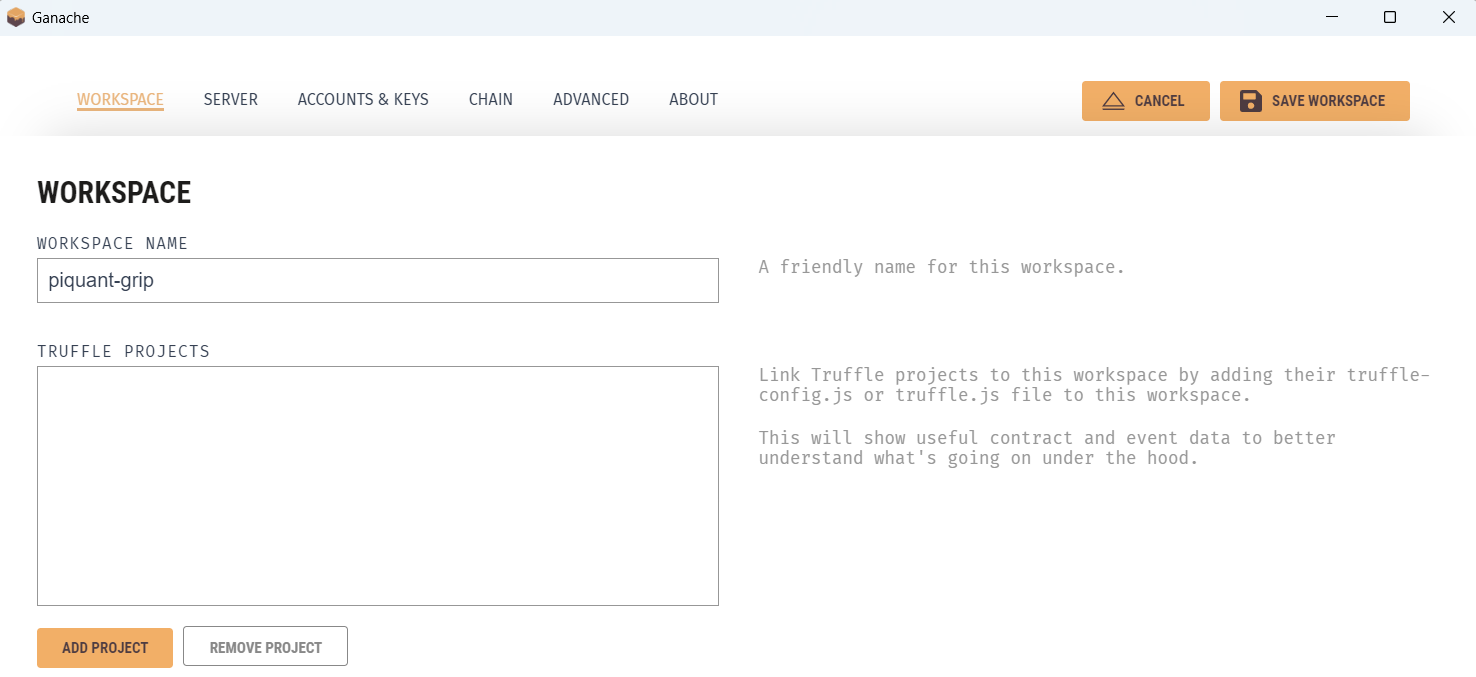 Ganache
WORKSPACE SERVER ACCOUNTS & KEYS CHAIN ADVANCED ABOUT CANCEL SAVE WORKSPACE
WORKSPACE
WORKSPACE NAME
piquant-grip
A friendly name for this workspace.
TRUFFLE PROJECTS
Link Truffle projects to this workspace by adding their truffle-
config.js or truffle.js file to this workspace.
This will show useful contract and event data to better
understand what's going on under the hood.
ADD PROJECT REMOVE PROJECT